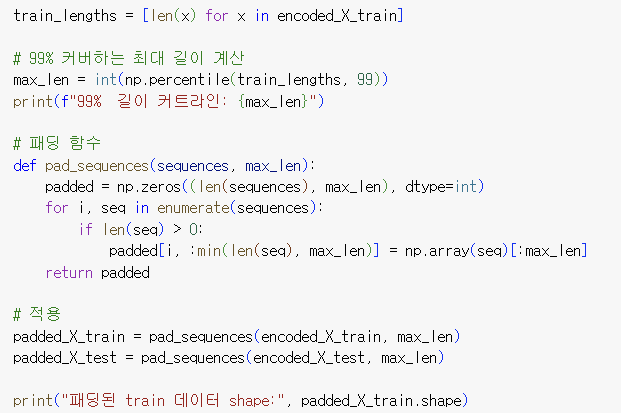 train_lengths = [len(x) for x in encoded_X_train]
# 99% 커버하는 최대 길이 계산
max_len = int(np.percentile(train_lengths, 99))
print(f"99%  길이 커트라인: {max_len}")
# 패딩 함수
def pad_sequences(sequences, max_len):
    padded = np.zeros((len(sequences), max_len), dtype=int)
    for i, seq in enumerate(sequences):
        if len(seq) > 0:
            padded[i, :min(len(seq), max_len)] = np.array(seq)[:max_len]
    return padded
# 적용
padded_X_train = pad_sequences(encoded_X_train, max_len)
padded_X_test = pad_sequences(encoded_X_test, max_len)
print("패딩된 train 데이터 shape:", padded_X_train.shape)